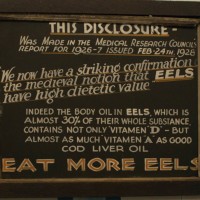 THIS DISCLOSURE -
WAS MADE IN THE MEDICAL RESEARCH COUNCILS
REPORT FOR 1926-7 ISSUED FEB. 24TH. 1928
"We now have a striking confirmation of
the medieval notion that EELS
have high dietetic value"
INDEED THE BODY OIL IN EELS, WHICH IS
ALMOST 30% OF THEIR WHOLE SUBSTANCE,
CONTAINS NOT ONLY VITAMEN "D" - BUT
ALMOST AS MUCH VITAMEN "A" AS GOOD
COD LIVER OIL
EAT MORE EELS